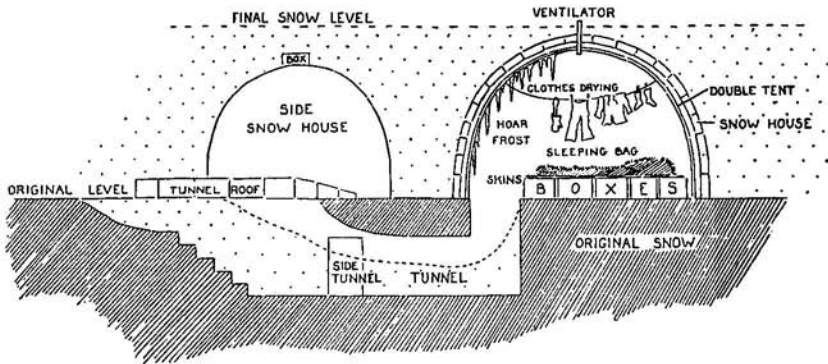 FINAL SNOW LEVEL
VENTILATOR
BOX
SIDE
SNOW HOUSE
CLOTHES DRYING
DOUBLE TENT
SNOW HOUSE
HOAR
FROST
SLEEPING BAG
SKINS
BOXES
ORIGINAL LEVEL
TUNNEL ROOF
ORIGINAL SNOW
SIDE
TUNNEL
TUNNEL